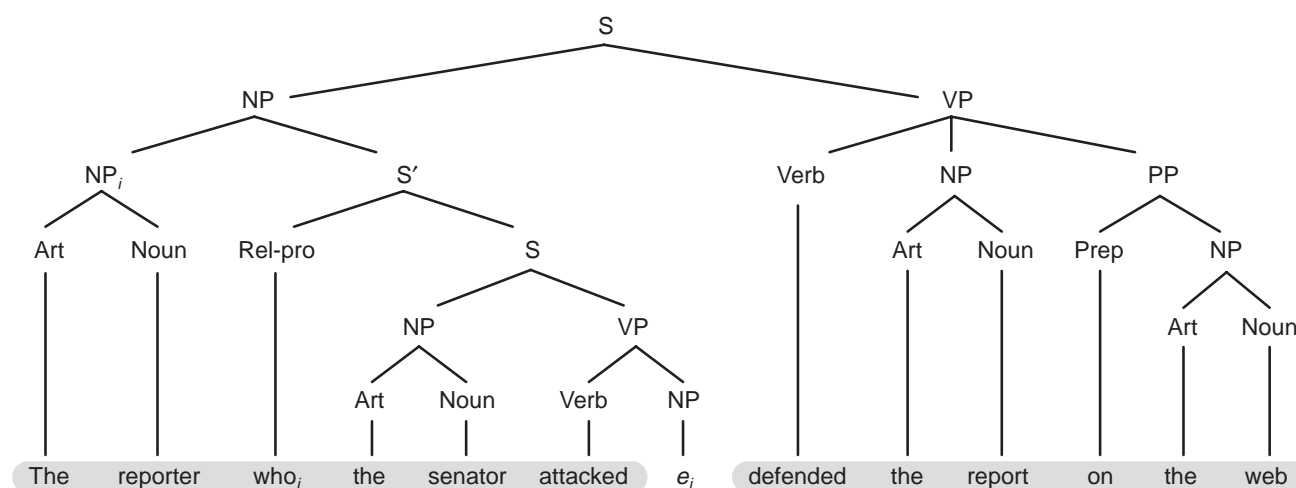 S
NP VP
NPi S′ Verb NP PP
Art Noun Rel-pro S Art Noun Prep NP
NP VP Art Noun
Art Noun Verb NP
The reporter whoi the senator attacked ei defended the report on the web